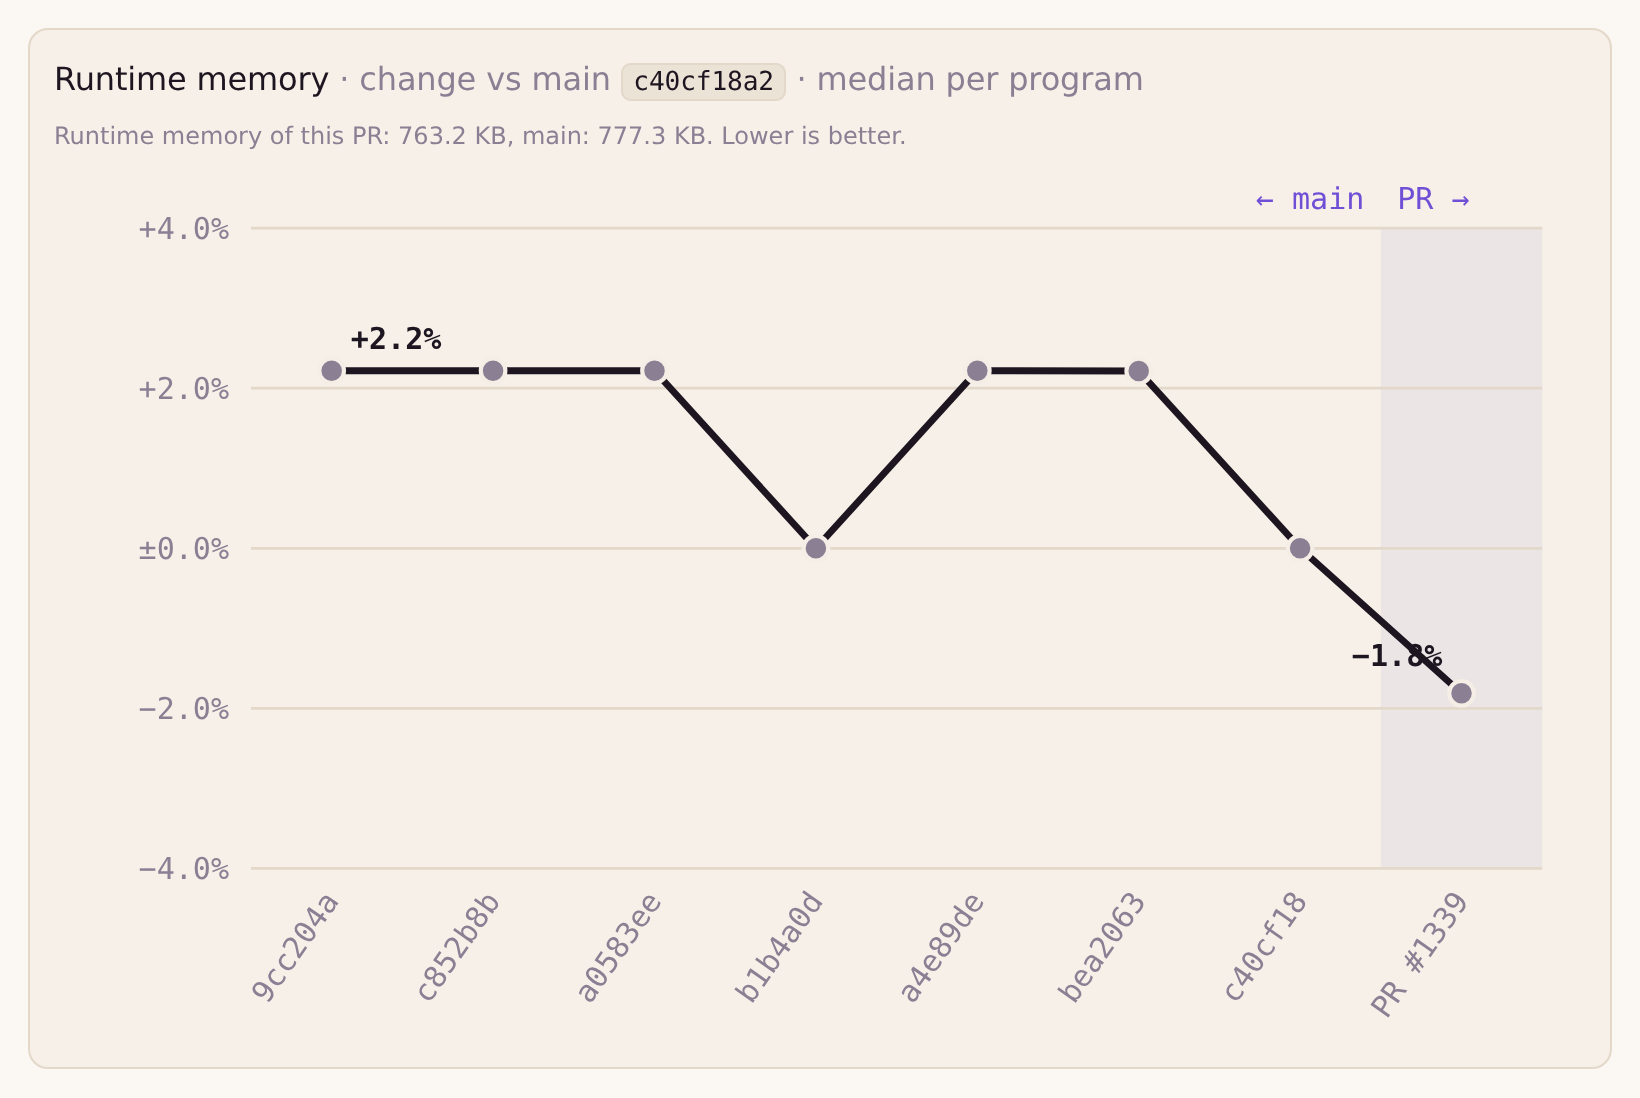 Runtime memory · change vs main c40cf18a2 · median per program
Runtime memory of this PR: 763.2 KB, main: 777.3 KB. Lower is better.
← main PR →
+4.0%
+2.2%
+2.0%
±0.0%
−1.8%
−2.0%
−4.0%
9cc204a
c852b8b
a0583ee
b1b4a0d
a4e89de
bea2063
c40cf18
PR #1339